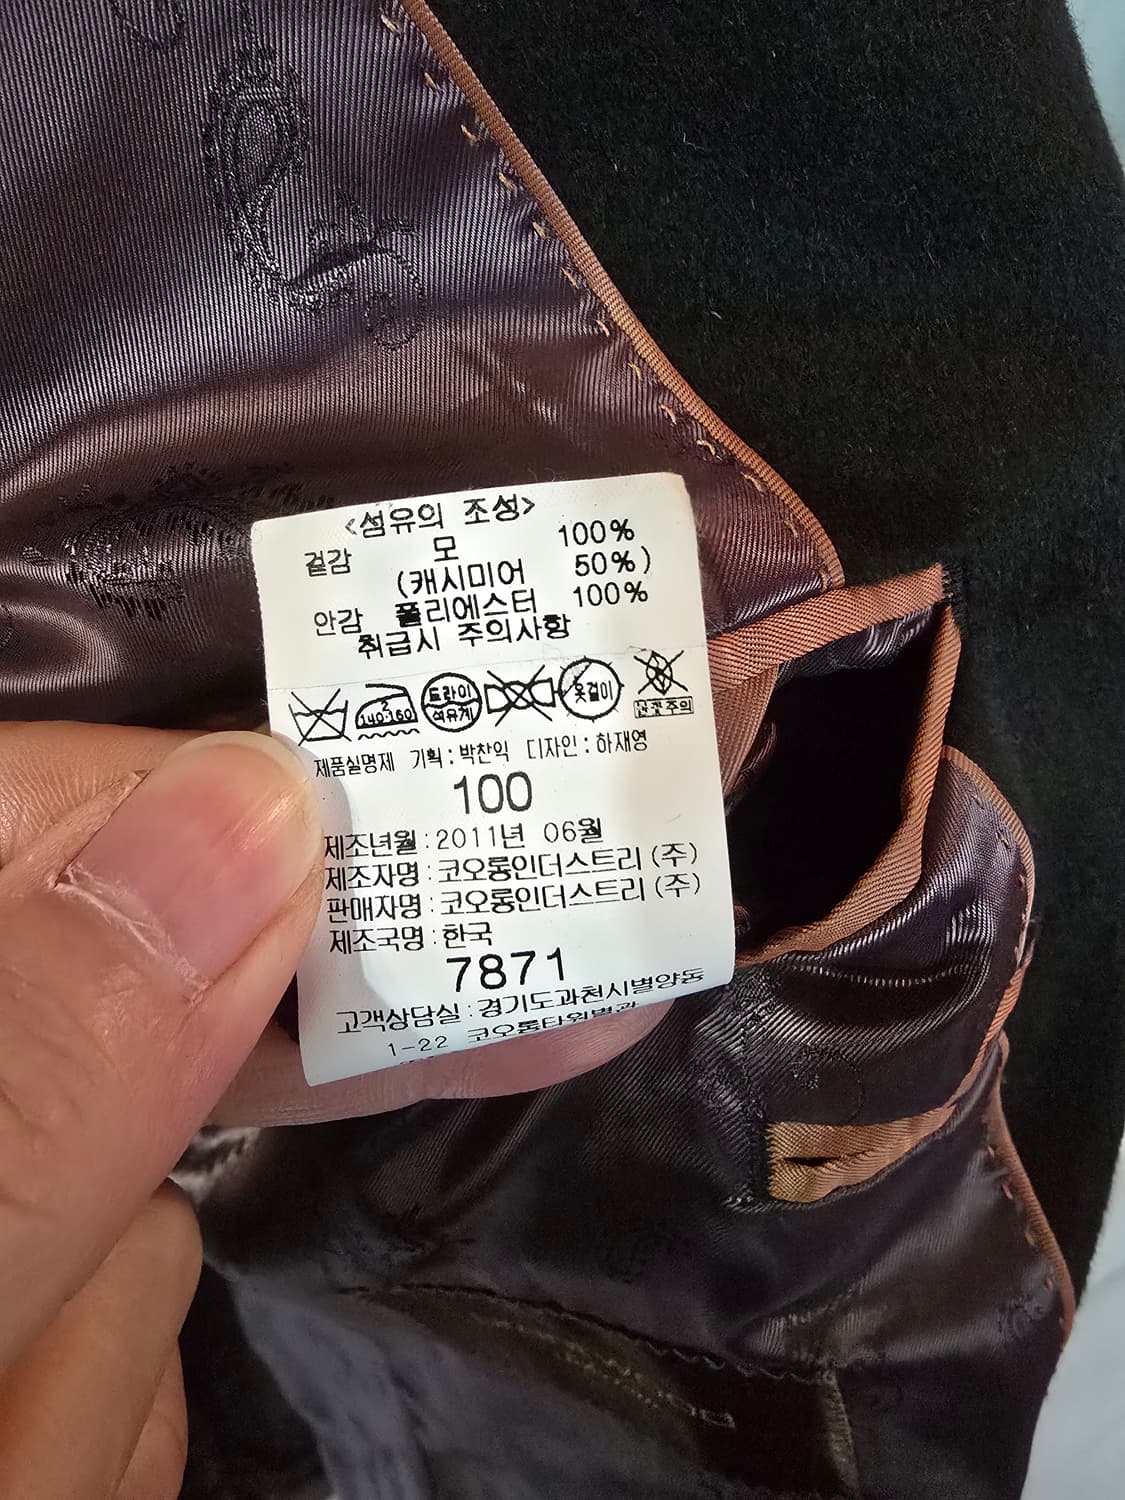 <섬유의 조성>
겉감 모 100%
(캐시미어 50%)
안감 폴리에스터 100%
취급시 주의사항
2 140-160 드라이 석유계 옷걸이 주의
제품실명제 기획:박찬익 디자인:하재영
100
제조년월:2011년 06월
제조자명:코오롱인더스트리(주)
판매자명:코오롱인더스트리(주)
제조국명:한국
7871
고객상담실:경기도과천시별양동
1-22 코오롱타워별관